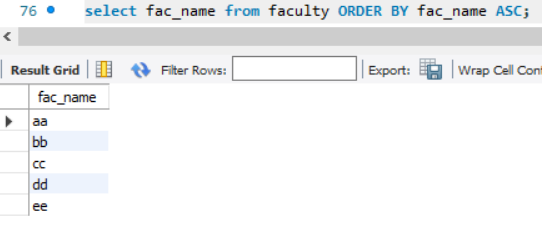 76 select fac_name from faculty ORDER BY fac_name ASC;
Result Grid Filter Rows: Export: Wrap Cell Cont
fac_name
aa
bb
cc
dd
ee